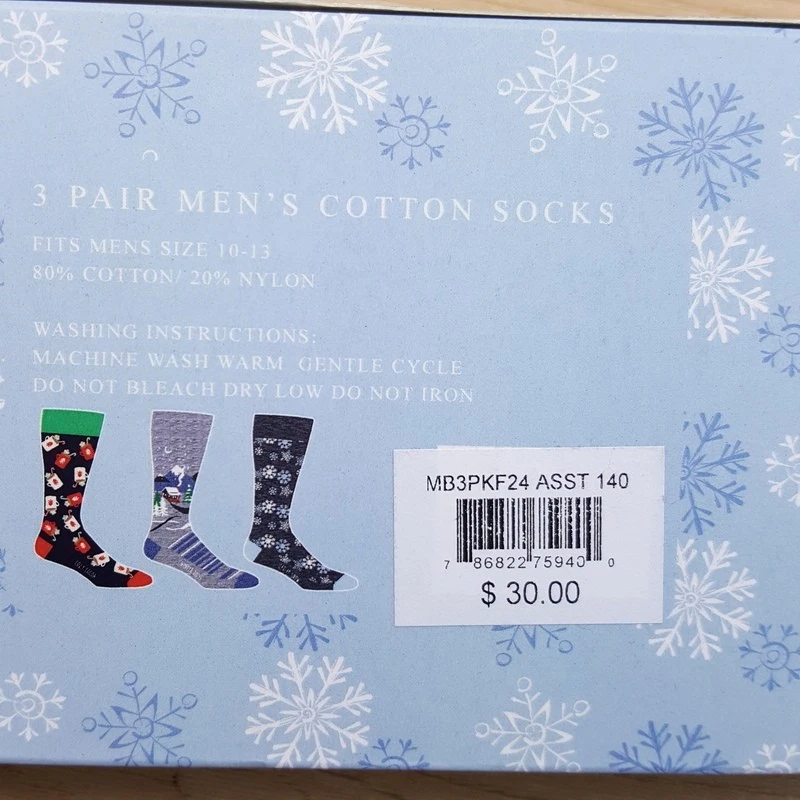 3 PAIR MEN'S COTTON SOCKS
FITS MENS SIZE 10-13
80% COTTON/ 20% NYLON
WASHING INSTRUCTIONS:
MACHINE WASH WARM GENTLE CYCLE
DO NOT BLEACH DRY LOW DO NOT IRON
MB3PKF24 ASST 140
7 86822 75940 0
$ 30.00